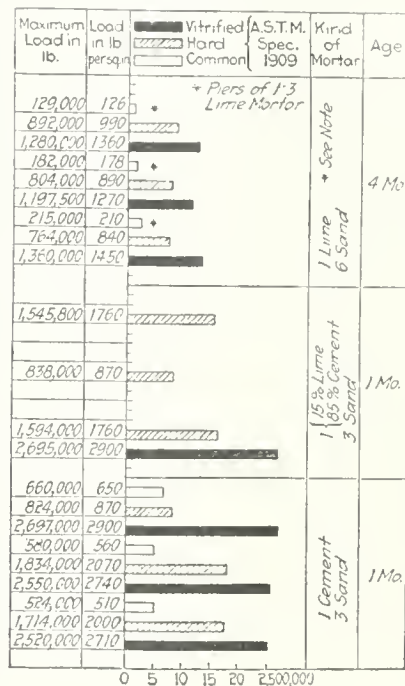 Maximum Load in lb. | Load in lb per sq.in | Vitrified Hard Common { A.S.T.M. Spec. 1909 | Kind of Mortar | Age
* Piers of 1-3 Lime Mortar
129,000 126 *
892,000 990
1,280,000 1360
182,000 178 *
804,000 890
1,197,500 1270
215,000 210 *
764,000 840
1,360,000 1450
* See Note
1 Lime
6 Sand
4 Mo
1,545,800 1760
838,000 870
1,594,000 1760
2,695,000 2900
1 { 15% Lime
85% Cement
3 Sand
1 Mo.
660,000 650
824,000 870
2,697,000 2900
580,000 560
1,834,000 2070
2,550,000 2740
524,000 510
1,714,000 2000
2,520,000 2710
1 Cement
3 Sand
1 Mo.
0 5 10 15 2,500,000